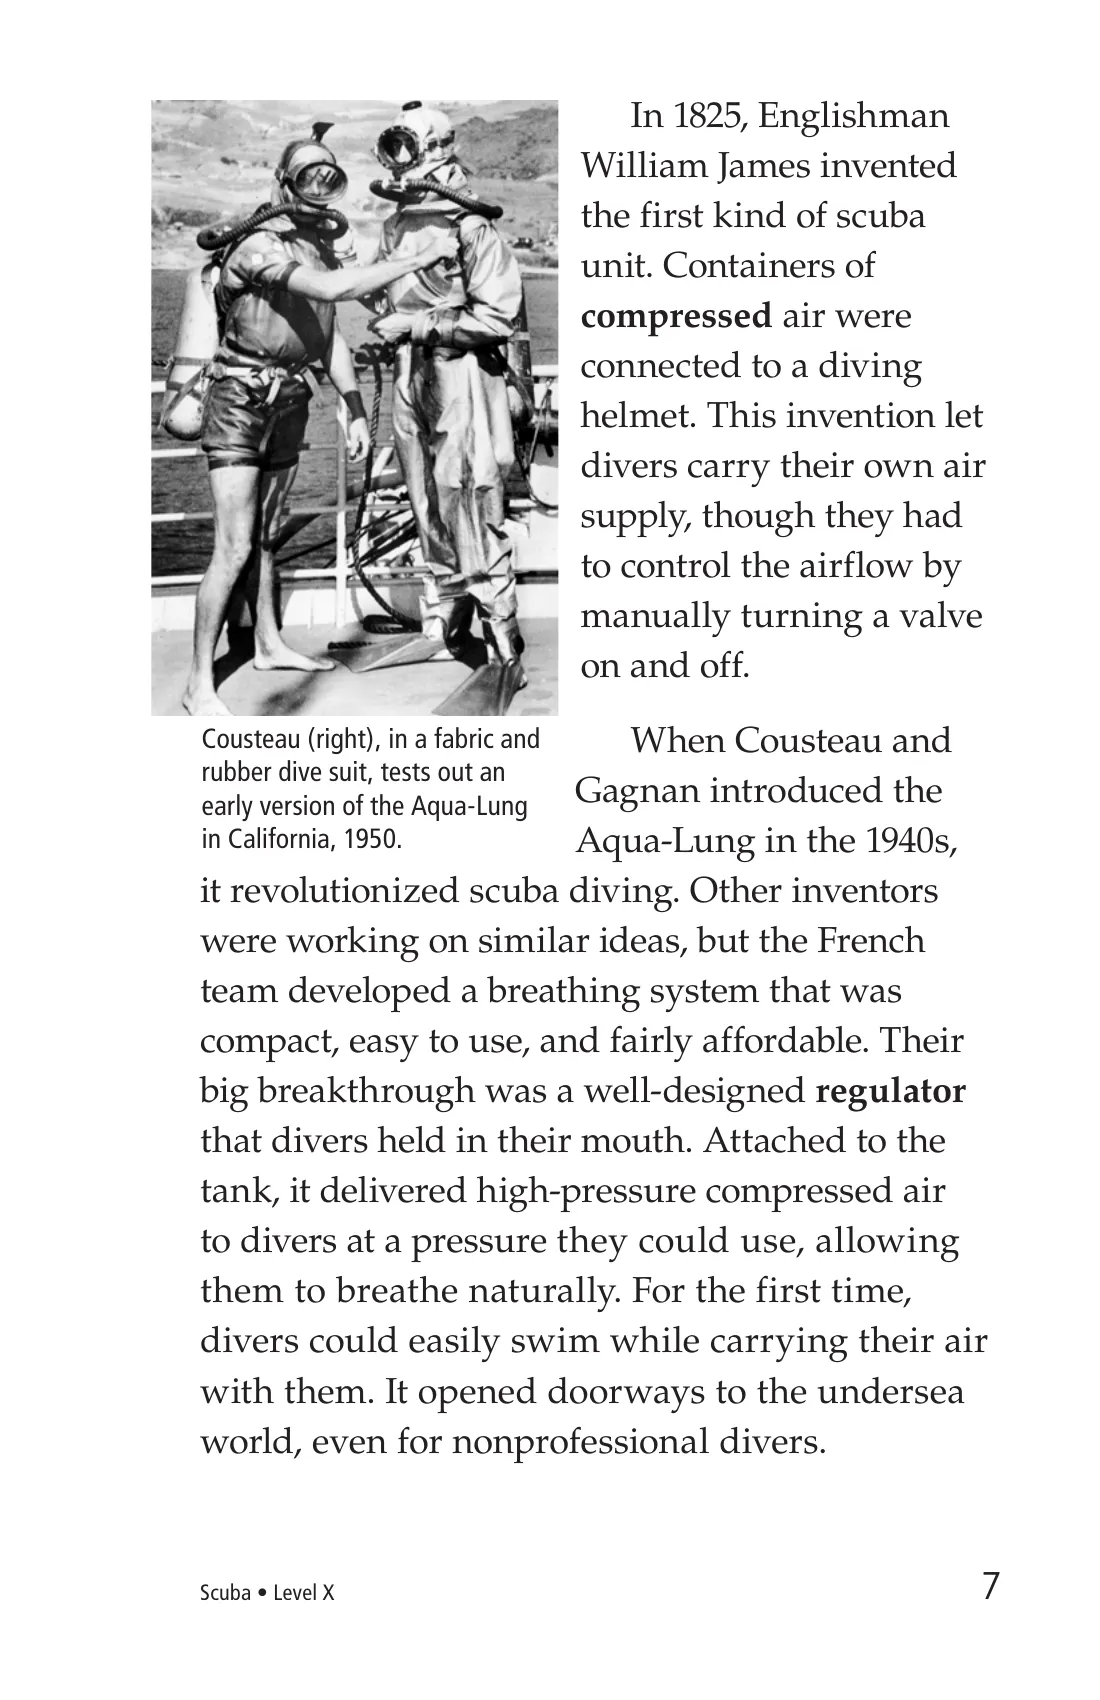 In 1825, Englishman
William James invented
the first kind of scuba
unit. Containers of
compressed air were
connected to a diving
helmet. This invention let
divers carry their own air
supply, though they had
to control the airflow by
manually turning a valve
on and off.
Cousteau (right), in a fabric and
rubber dive suit, tests out an
early version of the Aqua-Lung
in California, 1950.
When Cousteau and
Gagnan introduced the
Aqua-Lung in the 1940s,
it revolutionized scuba diving. Other inventors
were working on similar ideas, but the French
team developed a breathing system that was
compact, easy to use, and fairly affordable. Their
big breakthrough was a well-designed regulator
that divers held in their mouth. Attached to the
tank, it delivered high-pressure compressed air
to divers at a pressure they could use, allowing
them to breathe naturally. For the first time,
divers could easily swim while carrying their air
with them. It opened doorways to the undersea
world, even for nonprofessional divers.
Scuba • Level X
7